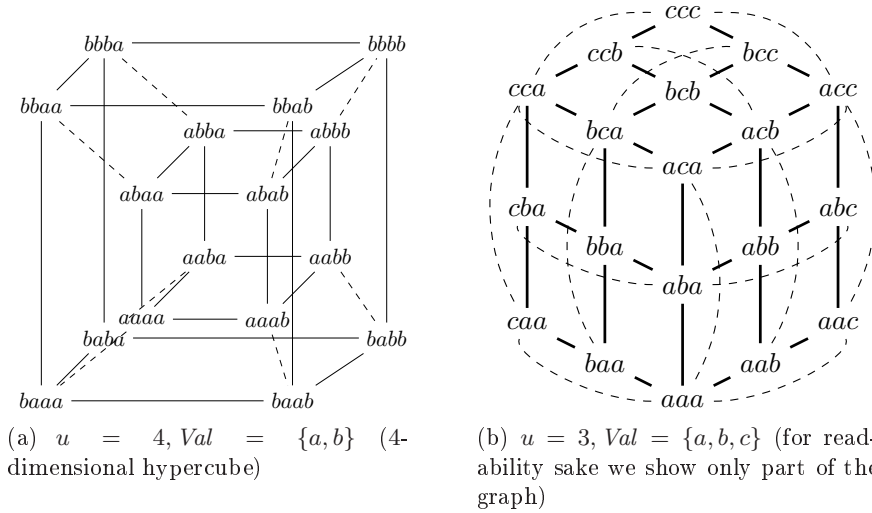 bbba bbbb
bbaa bbab
abba abbb
abaa abab
aaba aabb
aaaa aaab
baba babb
baaa baab
(a) u = 4, Val = {a, b} (4-
dimensional hypercube)
ccc
ccb bcc
cca bcb acc
bca acb
aca
cba abc
bba abb
aba
caa aac
baa aab
aaa
(b) u = 3, Val = {a, b, c} (for read-
ability sake we show only part of the
graph)